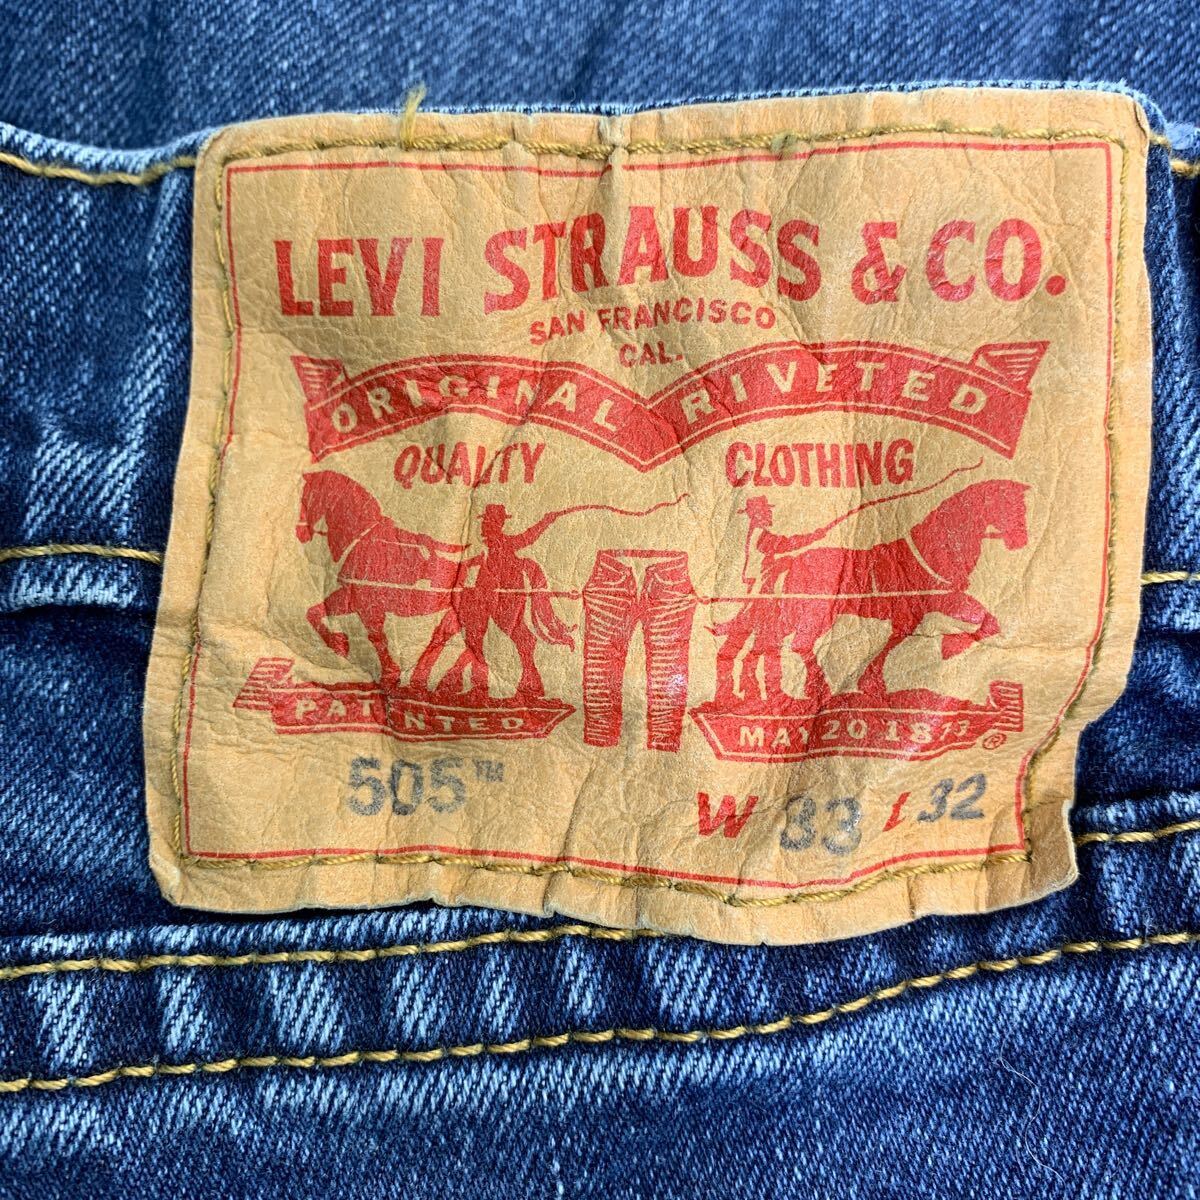 LEVI STRAUSS & CO.
SAN FRANCISCO
CAL.
ORIGINAL RIVETED
QUALITY CLOTHING
PATENTED MAY 20 1873 ®
505™ W 33 L 32